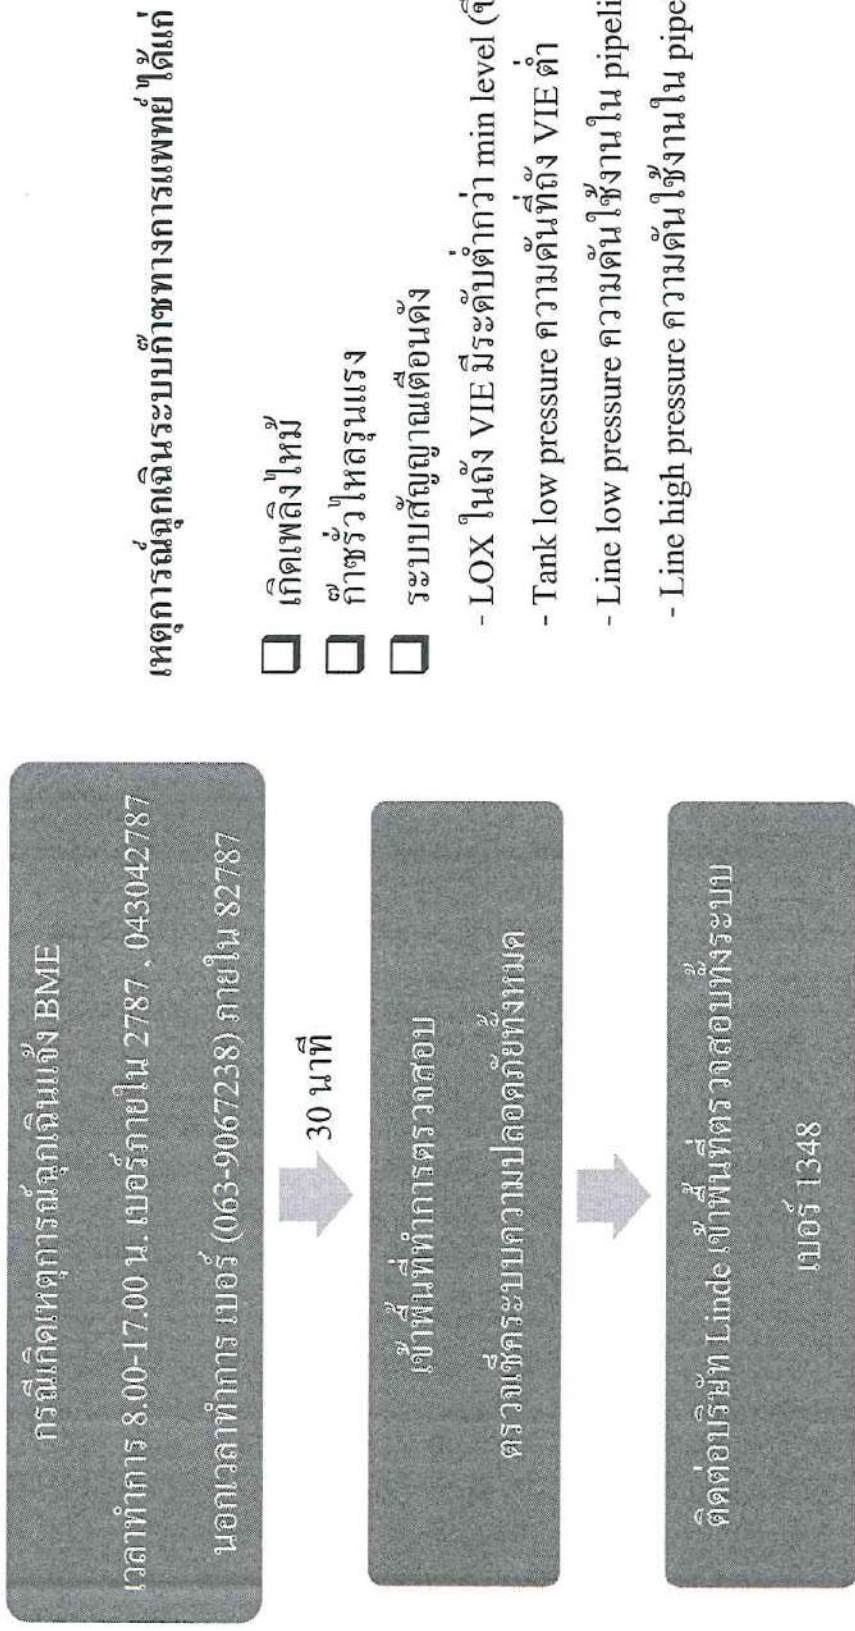 กรณีเกิดเหตุการณ์ฉุกเฉินแจ้ง BME
เวลาทำการ 8.00-17.00 น. เบอร์ภายใน 2787 , 043042787
นอกเวลาทำการ เบอร์ (063-9067238) ภายใน 82787
30 นาที
เข้าพื้นที่ทำการตรวจสอบ
ตรวจเช็คระบบความปลอดภัยทั้งหมด
ติดต่อบริษัท Linde เข้าพื้นที่ตรวจสอบทั้งระบบ
เบอร์ 1348
เหตุการณ์ฉุกเฉินระบบก๊าซทางการแพทย์ ได้แก่
เกิดเพลิงไหม้
ก๊าซรั่วไหลรุนแรง
ระบบสัญญาณเตือนดัง
- LOX ในถัง VIE มีระดับต่ำกว่า min level
- Tank low pressure ความดันที่ถัง VIE ต่ำ
- Line low pressure ความดันใช้งานใน pipeli
- Line high pressure ความดันใช้งานใน pipe